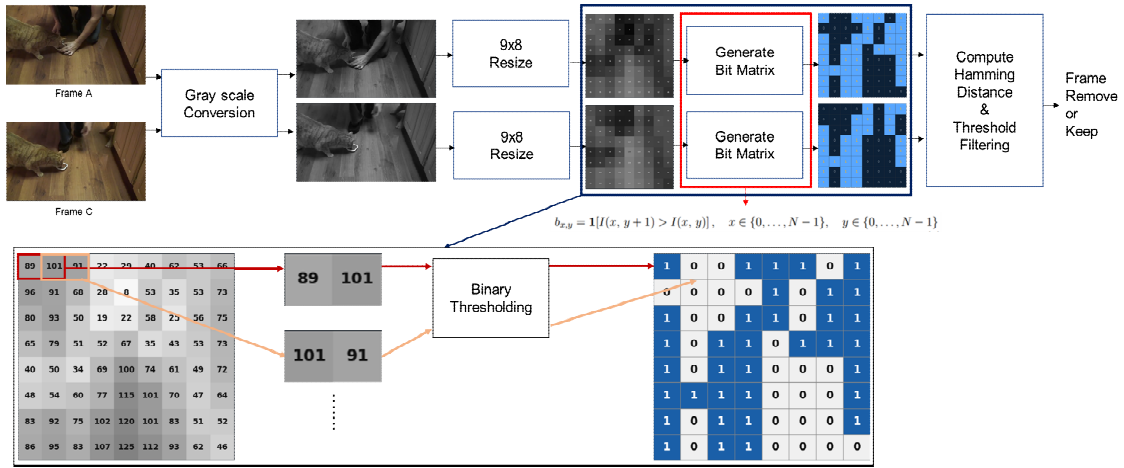 Frame A
Frame C
Gray scale
Conversion
9x8
Resize
9x8
Resize
Generate
Bit Matrix
Generate
Bit Matrix
Compute
Hamming
Distance
&
Threshold
Filtering
Frame
Remove
or
Keep
b_{x,y} = 1[I(x, y+1) > I(x, y)], x ∈ {0, ..., N−1}, y ∈ {0, ..., N−1}
89 101 91 22 29 40 62 53 66
96 91 68 28 8 53 35 53 73
80 93 50 19 22 58 25 56 75
65 79 51 52 67 35 43 53 73
40 50 34 69 100 74 61 49 72
48 54 60 77 115 101 70 47 64
83 92 75 102 120 101 83 51 52
86 95 83 107 125 112 93 62 46
89 101
101 91
Binary
Thresholding
1 0 0 1 1 1 0 1
0 0 0 0 1 0 1 1
1 0 0 1 1 0 1 1
1 0 1 1 0 1 1 1
1 0 1 1 0 0 0 1
1 1 1 1 0 0 0 1
1 0 1 1 0 0 0 1
1 0 1 1 0 0 0 0